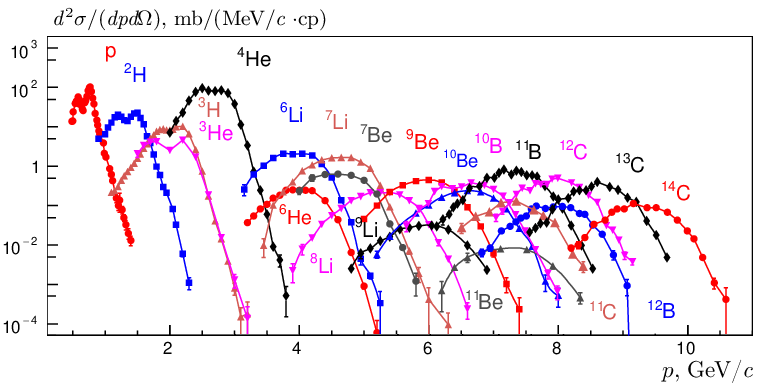 d²σ/(dpdΩ), mb/(MeV/c ·cp)
10³
10²
1
10⁻²
10⁻⁴
p
²H
⁴He
³H
³He
⁶Li
⁷Li
⁷Be
⁹Be
¹⁰Be
¹⁰B
¹¹B
¹²C
¹³C
¹⁴C
⁶He
⁹Li
⁸Li
¹¹Be
¹¹C
¹²B
2 4 6 8 10
p, GeV/c